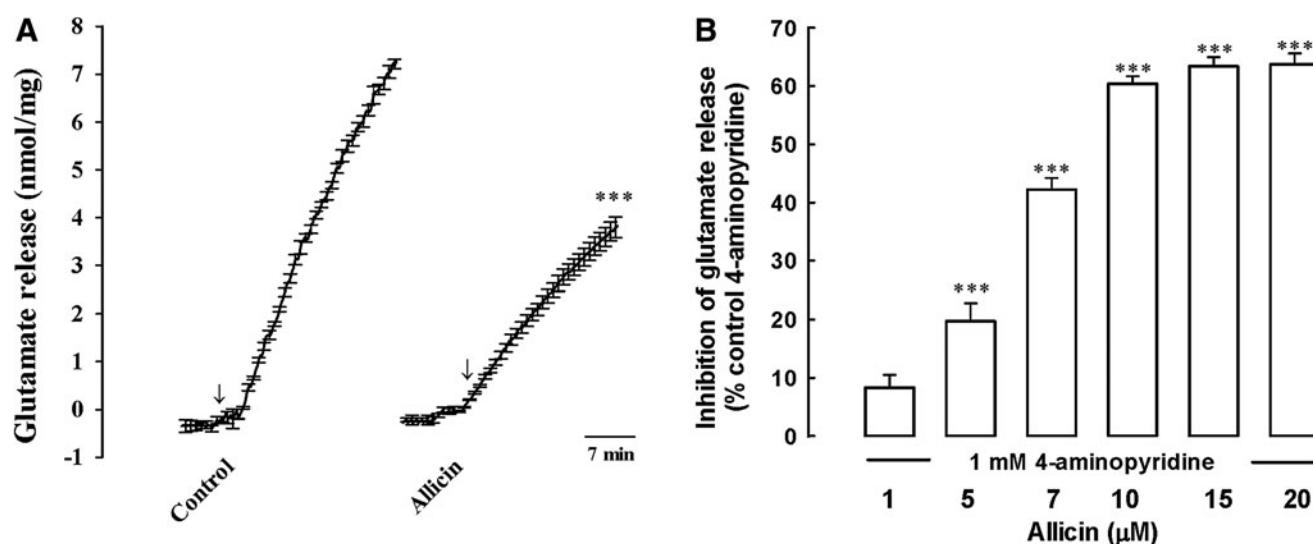 A
Glutamate release (nmol/mg)
8
7
6
5
4
3
2
1
0
-1
***
7 min
Control
Allicin
B
Inhibition of glutamate release
(% control 4-aminopyridine)
70
60
50
40
30
20
10
0
***
***
***
***
***
1 mM 4-aminopyridine
1 5 7 10 15 20
Allicin (μM)